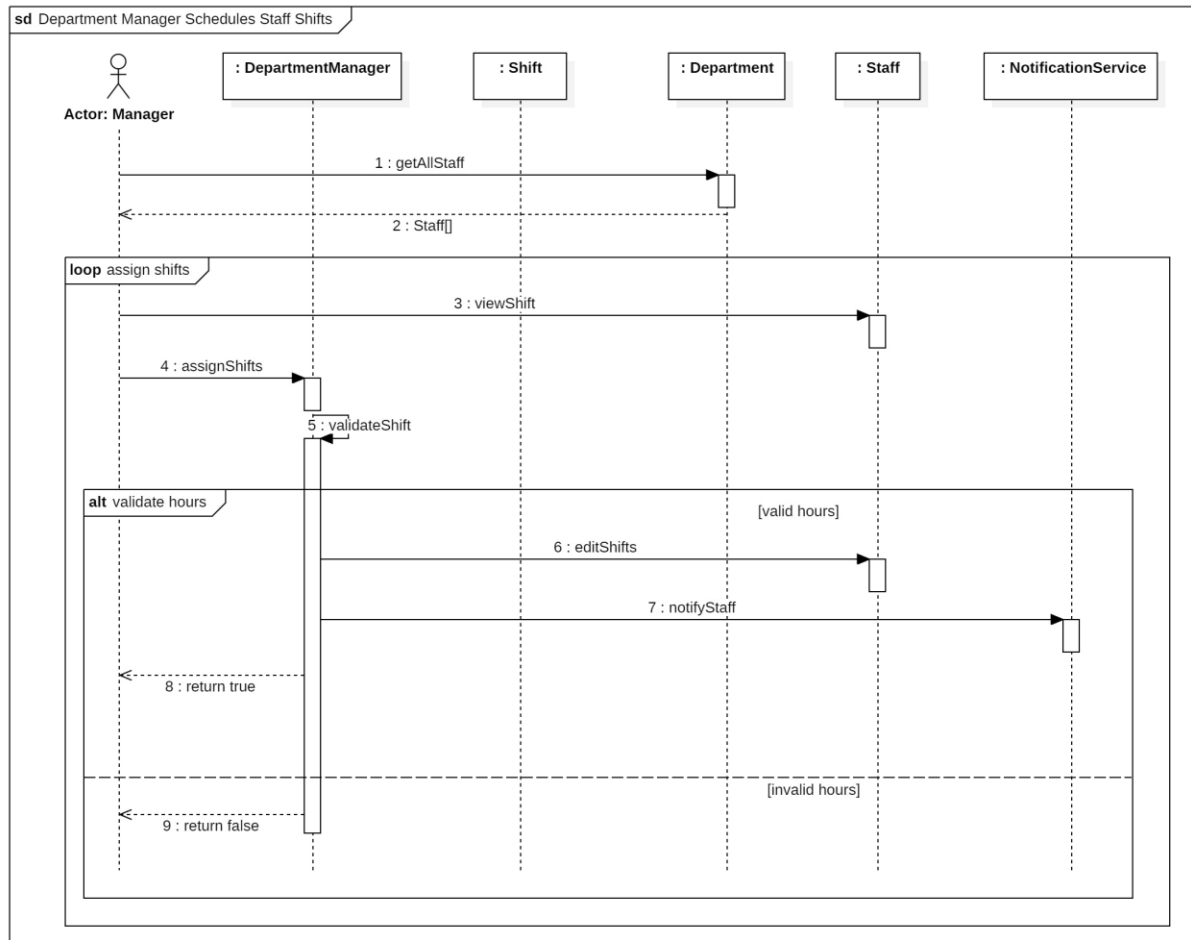 sd Department Manager Schedules Staff Shifts
Actor: Manager
: DepartmentManager
: Shift
: Department
: Staff
: NotificationService
1 : getAllStaff
2 : Staff[]
loop assign shifts
3 : viewShift
4 : assignShifts
5 : validateShift
alt validate hours
[valid hours]
6 : editShifts
7 : notifyStaff
8 : return true
[invalid hours]
9 : return false